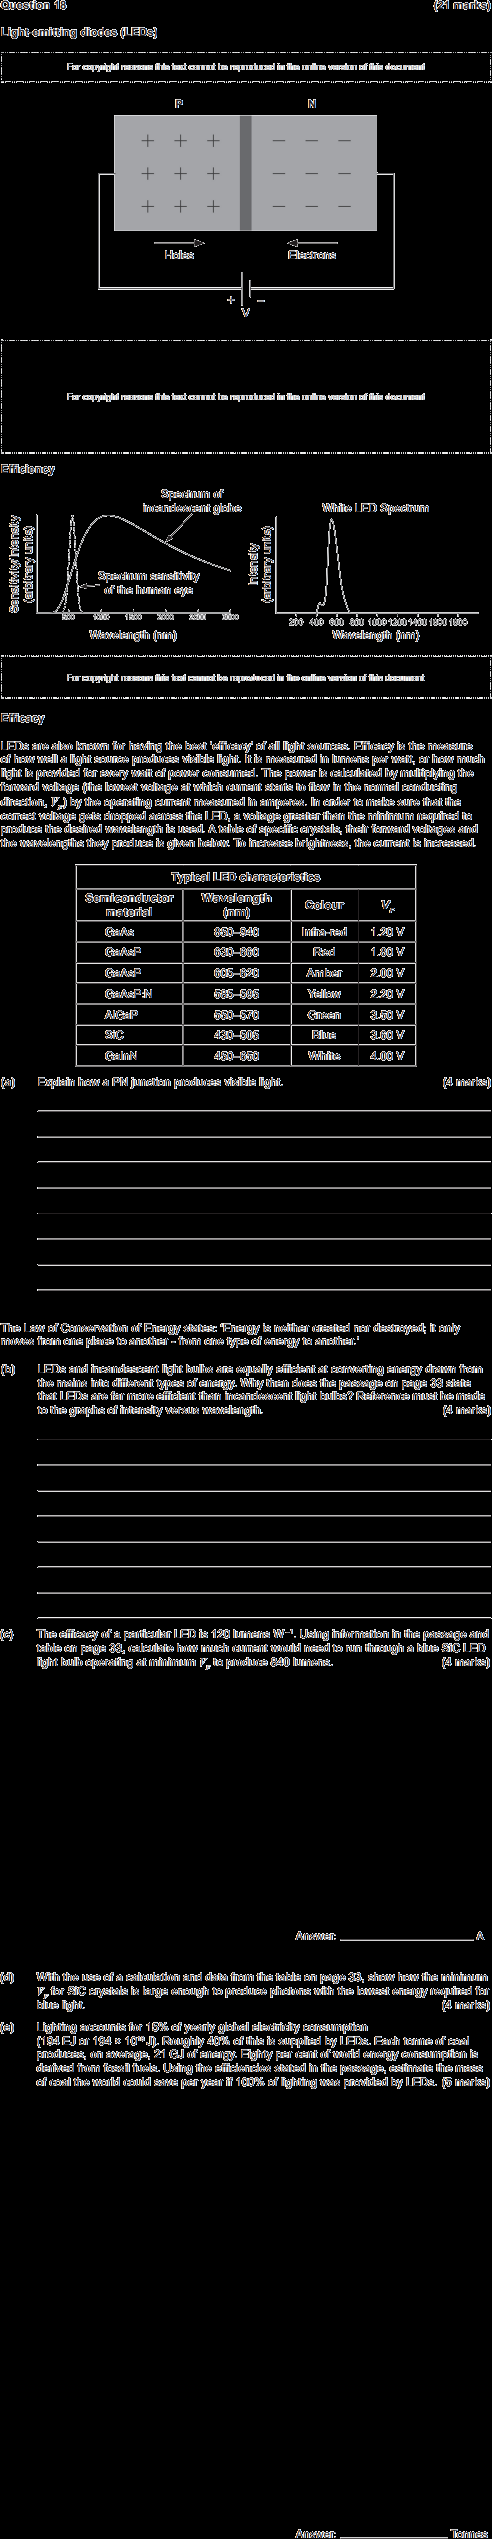 Question 18 (21 marks)
Light-emitting diodes (LEDs)
For copyright reasons this text cannot be reproduced in the online version of this document
P N
+ + + – – –
+ + + – – –
+ + + – – –
Holes Electrons
+ –
V
For copyright reasons this text cannot be reproduced in the online version of this document
Efficiency
Spectrum of
incandescent globe
Sensitivity/intensity
(arbitrary units)
Spectrum sensitivity
of the human eye
500 1000 1500 2000 2500 3000
Wavelength (nm)
White LED Spectrum
Intensity
(arbitrary units)
200 400 600 800 1000 1200 1400 1600 1800
Wavelength (nm)
For copyright reasons this text cannot be reproduced in the online version of this document
Efficacy
LEDs are also known for having the best 'efficacy' of all light sources. Efficacy is the measure
of how well a light source produces visible light. It is measured in lumens per watt, or how much
light is provided for every watt of power consumed. The power is calculated by multiplying the
forward voltage (the lowest voltage at which current starts to flow in the normal conducting
direction, VF) by the operating current measured in amperes. In order to make sure that the
correct voltage gets dropped across the LED, a voltage greater than the minimum required to
produce the desired wavelength is used. A table of specific crystals, their forward voltages and
the wavelengths they produce is given below. To increase brightness, the current is increased.
Typical LED characteristics
Semiconductor material Wavelength (nm) Colour VF
GaAs 850–940 Infra-red 1.20 V
GaAsP 630–660 Red 1.80 V
GaAsP 605–620 Amber 2.00 V
GaAsP:N 585–595 Yellow 2.20 V
AlGaP 550–570 Green 3.50 V
SiC 430–505 Blue 3.60 V
GaInN 450–650 White 4.00 V
(a) Explain how a PN junction produces visible light. (4 marks)
The Law of Conservation of Energy states: 'Energy is neither created nor destroyed; it only
moves from one place to another - from one type of energy to another.'
(b) LEDs and incandescent light bulbs are equally efficient at converting energy drawn from
the mains into different types of energy. Why then does the passage on page 33 state
that LEDs are far more efficient than incandescent light bulbs? Reference must be made
to the graphs of intensity versus wavelength. (4 marks)
(c) The efficacy of a particular LED is 120 lumens W⁻¹. Using information in the passage and
table on page 33, calculate how much current would need to run through a blue SiC LED
light bulb operating at minimum VF to produce 840 lumens. (4 marks)
Answer: A
(d) With the use of a calculation and data from the table on page 33, show how the minimum
VF for SiC crystals is large enough to produce photons with the lowest energy required for
blue light. (4 marks)
(e) Lighting accounts for 15% of yearly global electricity consumption
(194 EJ or 194 × 10¹⁸ J). Roughly 40% of this is supplied by LEDs. Each tonne of coal
produces, on average, 21 GJ of energy. Eighty per cent of world energy consumption is
derived from fossil fuels. Using the efficiencies stated in the passage, estimate the mass
of coal the world could save per year if 100% of lighting was provided by LEDs. (5 marks)
Answer: Tonnes